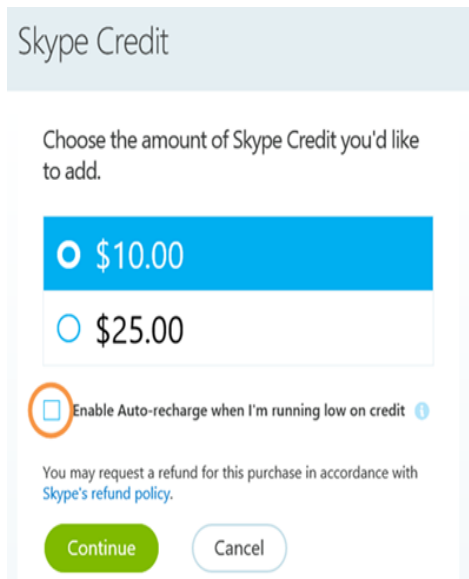 Skype Credit
Choose the amount of Skype Credit you'd like
to add.
$10.00
$25.00
Enable Auto-recharge when I'm running low on credit
You may request a refund for this purchase in accordance with
Skype's refund policy.
Continue Cancel